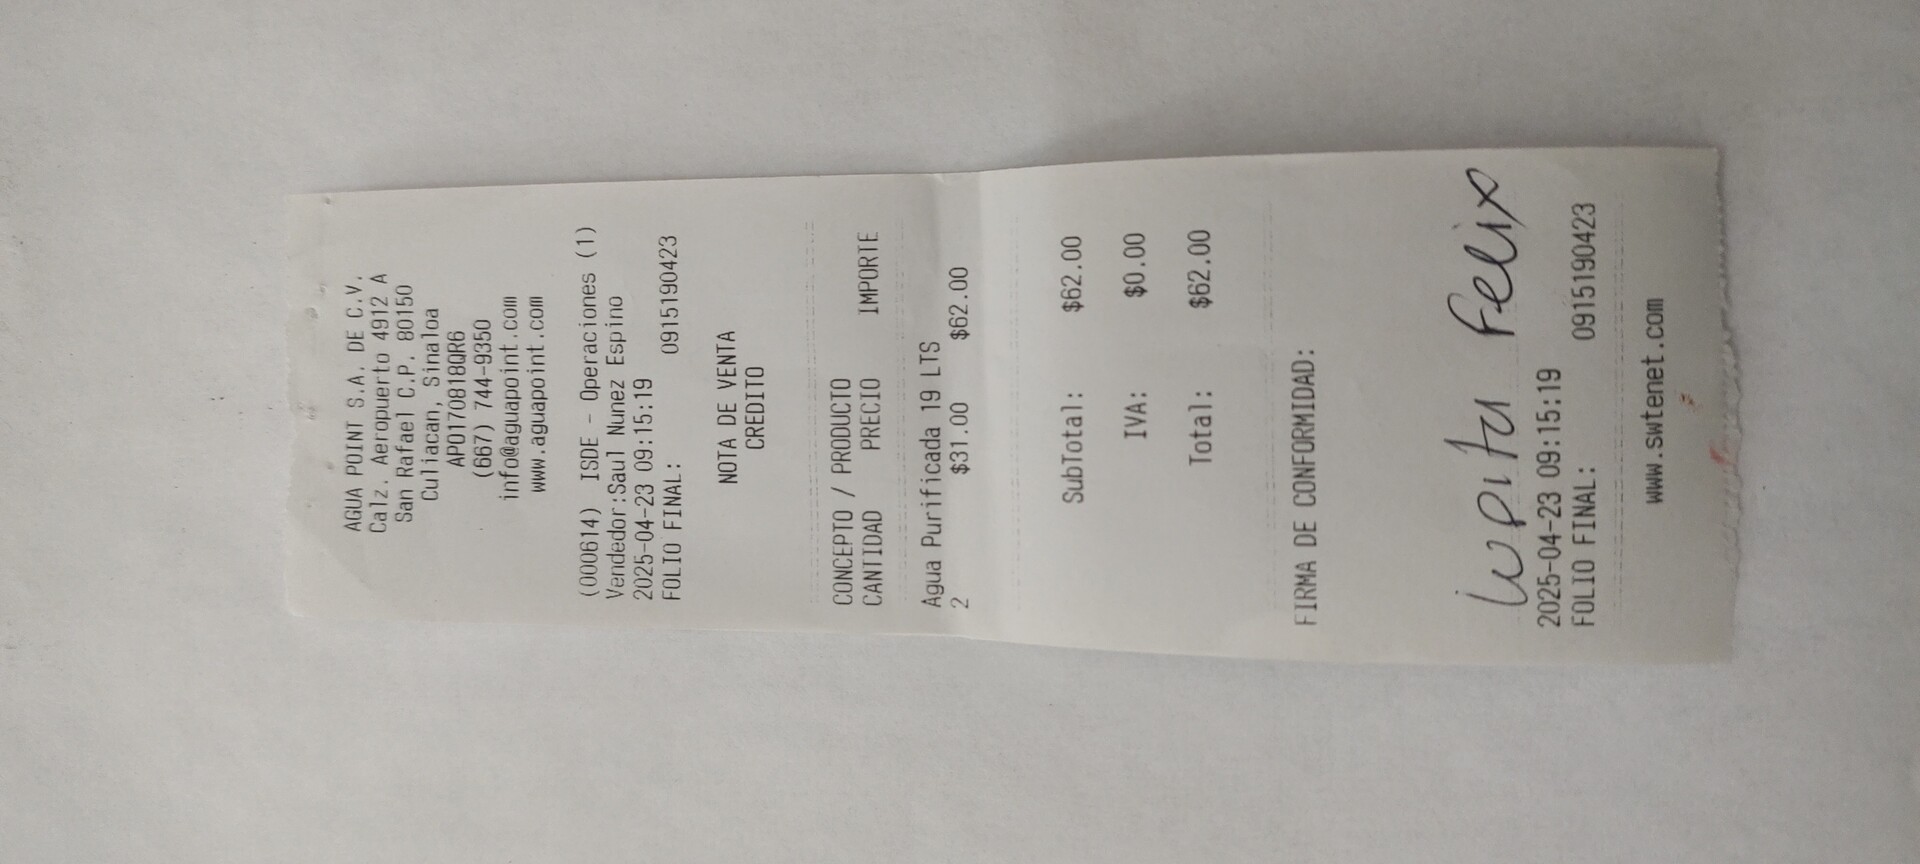 AGUA POINT S.A. DE C.V.
Calz. Aeropuerto 4912 A
San Rafael C.P. 80150
Culiacan, Sinaloa
APO170818QR6
(667) 744-9350
info@aguapoint.com
www.aguapoint.com
(000614) ISDE - Operaciones (1)
Vendedor:Saul Nunez Espino
2025-04-23 09:15:19
FOLIO FINAL: 0915190423
NOTA DE VENTA
CREDITO
CONCEPTO / PRODUCTO
CANTIDAD PRECIO IMPORTE
Agua Purificada 19 LTS
2 $31.00 $62.00
SubTotal: $62.00
IVA: $0.00
Total: $62.00
FIRMA DE CONFORMIDAD:
Lupita Felix
2025-04-23 09:15:19
FOLIO FINAL: 0915190423
www.swtenet.com